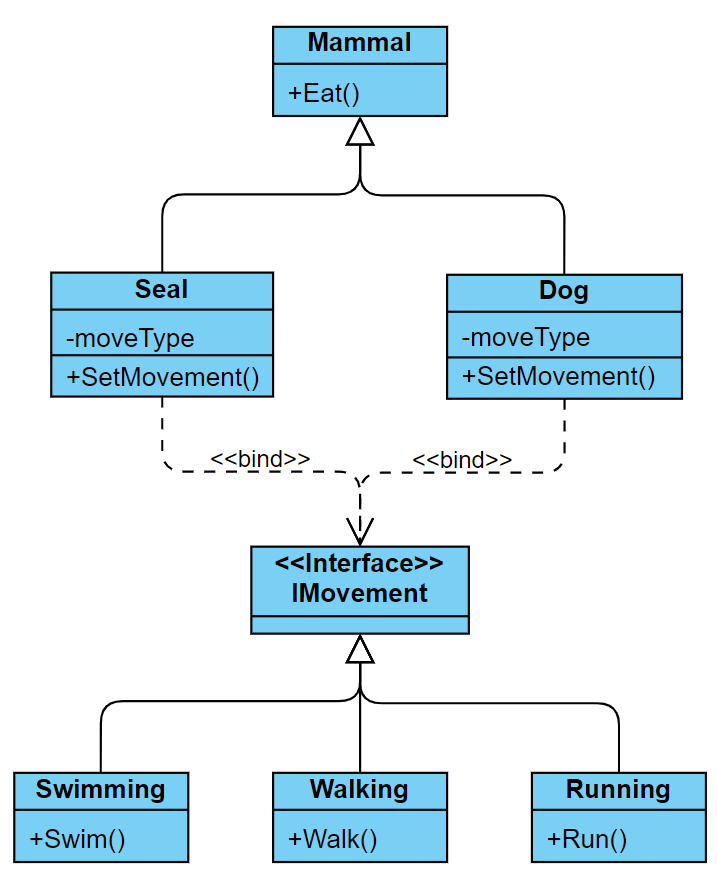 Mammal
+Eat()
Seal
-moveType
+SetMovement()
Dog
-moveType
+SetMovement()
<<bind>>
<<bind>>
<<Interface>>
IMovement
Swimming
+Swim()
Walking
+Walk()
Running
+Run()